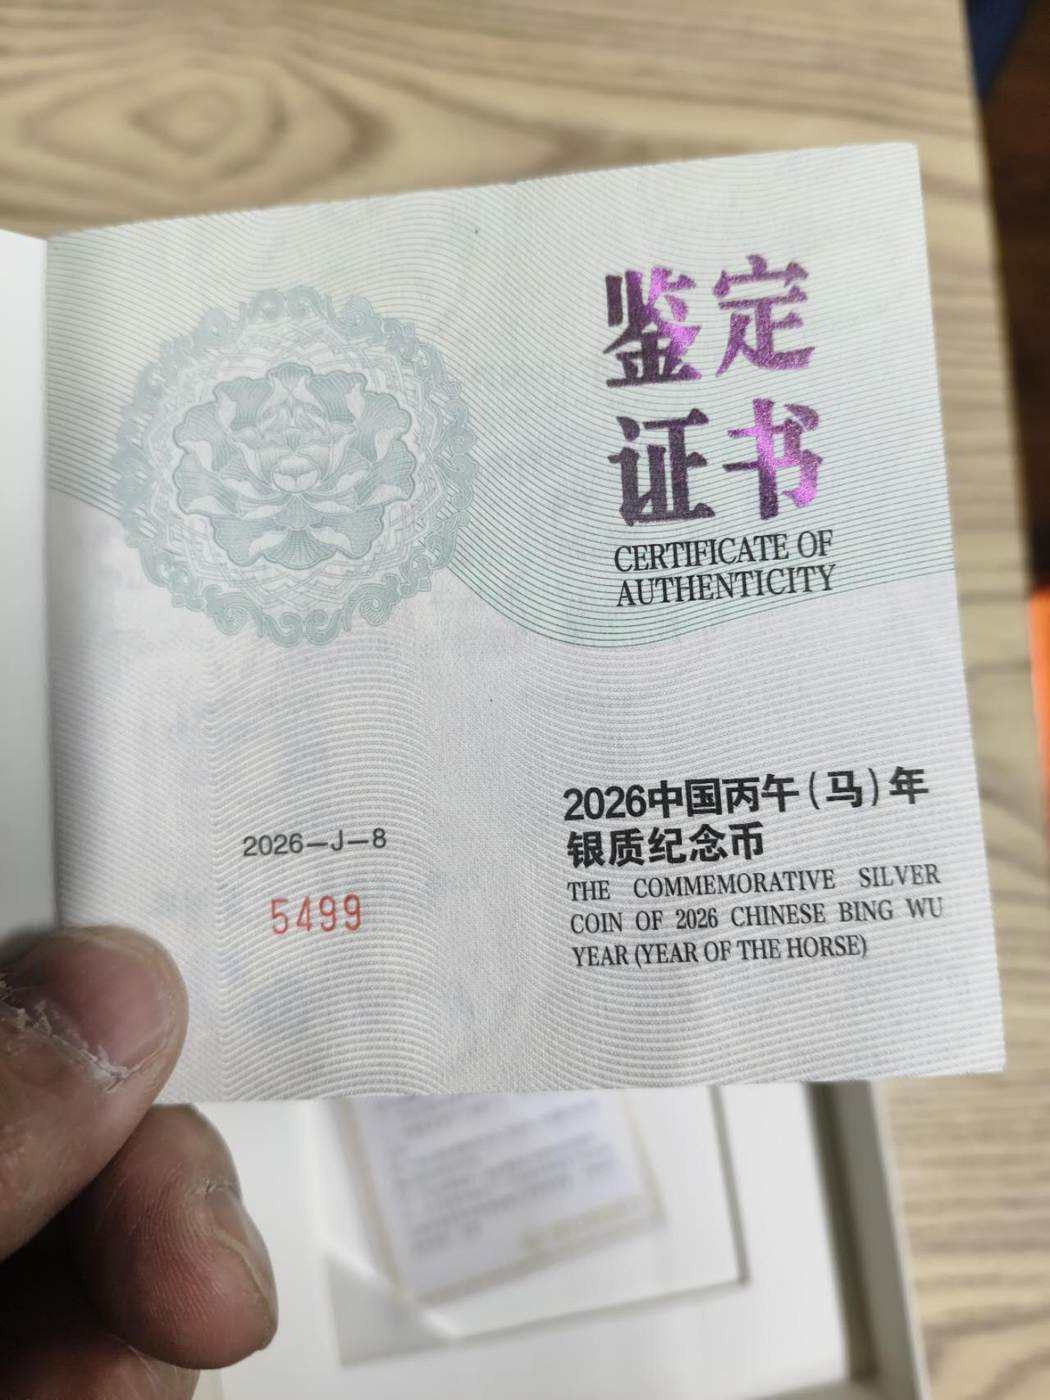 鉴定
证书
CERTIFICATE OF
AUTHENTICITY
2026中国丙午（马）年
银质纪念币
THE COMMEMORATIVE SILVER
COIN OF 2026 CHINESE BING WU
YEAR (YEAR OF THE HORSE)
2026—J—8
5499